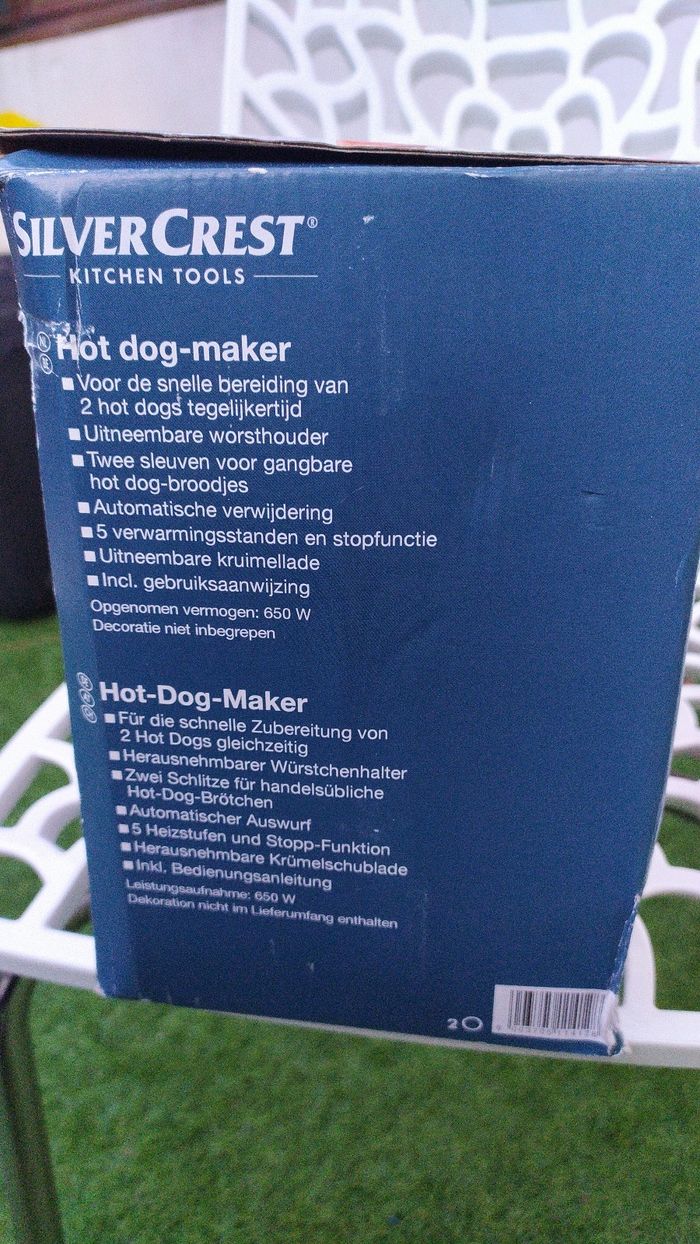 SILVERCREST®
KITCHEN TOOLS
NL
BE
Hot dog-maker
■ Voor de snelle bereiding van
2 hot dogs tegelijkertijd
■ Uitneembare worsthouder
■ Twee sleuven voor gangbare
hot dog-broodjes
■ Automatische verwijdering
■ 5 verwarmingsstanden en stopfunctie
■ Uitneembare kruimellade
■ Incl. gebruiksaanwijzing
Opgenomen vermogen: 650 W
Decoratie niet inbegrepen
Hot-Dog-Maker
■ Für die schnelle Zubereitung von
2 Hot Dogs gleichzeitig
■ Herausnehmbarer Würstchenhalter
■ Zwei Schlitze für handelsübliche
Hot-Dog-Brötchen
■ Automatischer Auswurf
■ 5 Heizstufen und Stopp-Funktion
■ Herausnehmbare Krümelschublade
■ Inkl. Bedienungsanleitung
Leistungsaufnahme: 650 W
Dekoration nicht im Lieferumfang enthalten
2